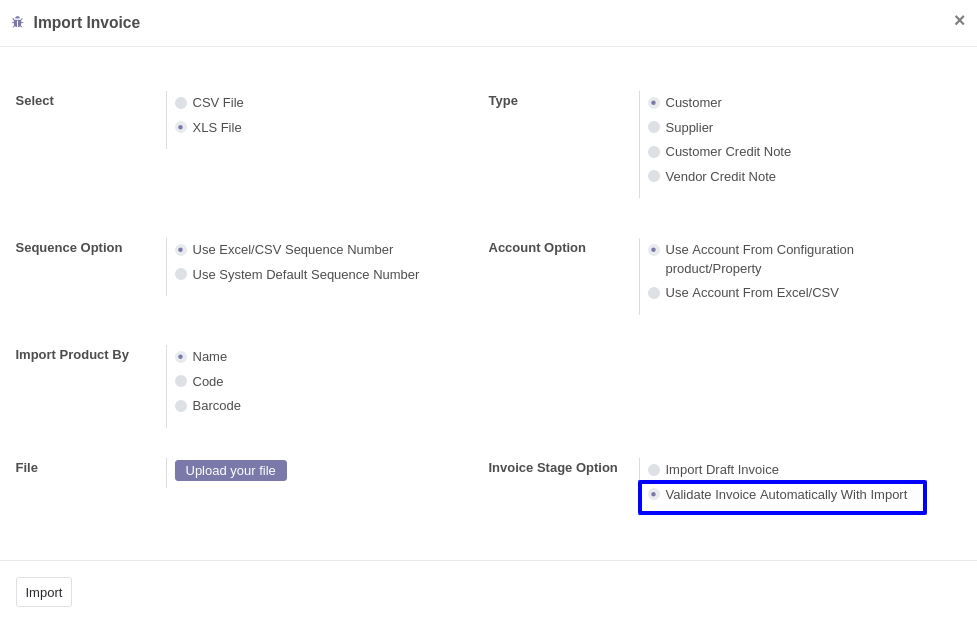 Import Invoice
×
Select
CSV File
XLS File
Type
Customer
Supplier
Customer Credit Note
Vendor Credit Note
Sequence Option
Use Excel/CSV Sequence Number
Use System Default Sequence Number
Account Option
Use Account From Configuration
product/Property
Use Account From Excel/CSV
Import Product By
Name
Code
Barcode
File
Upload your file
Invoice Stage Option
Import Draft Invoice
Validate Invoice Automatically With Import
Import